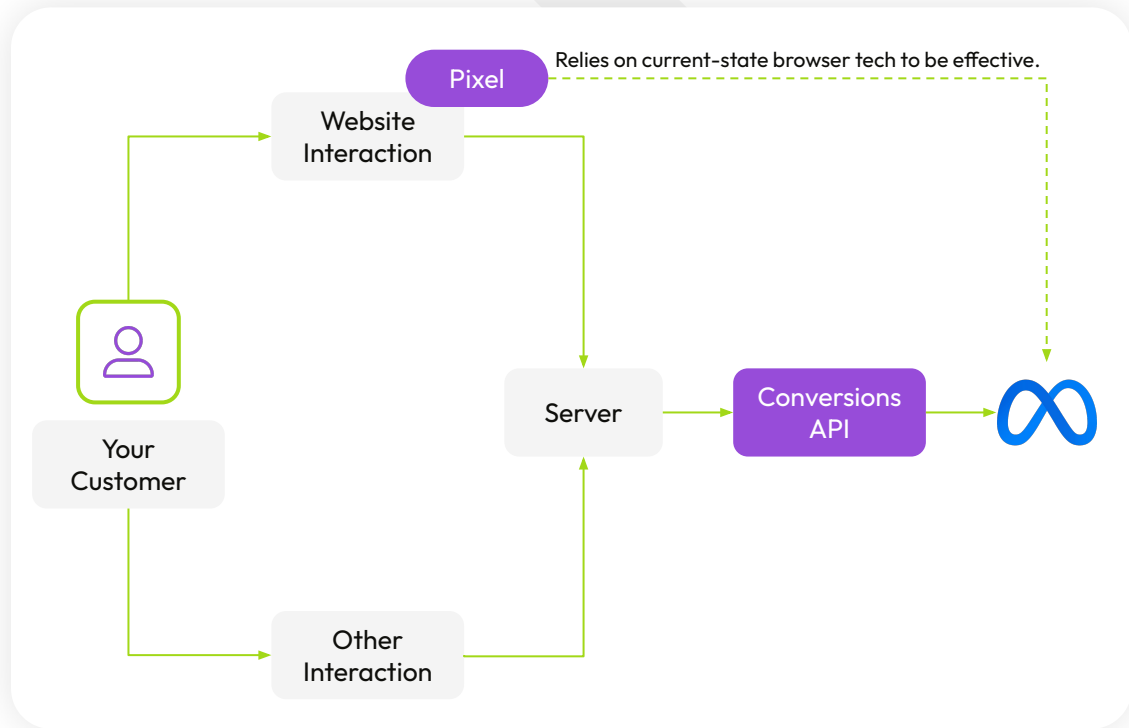 Pixel
Relies on current-state browser tech to be effective.
Website
Interaction
Your
Customer
Server
Conversions
API
Other
Interaction